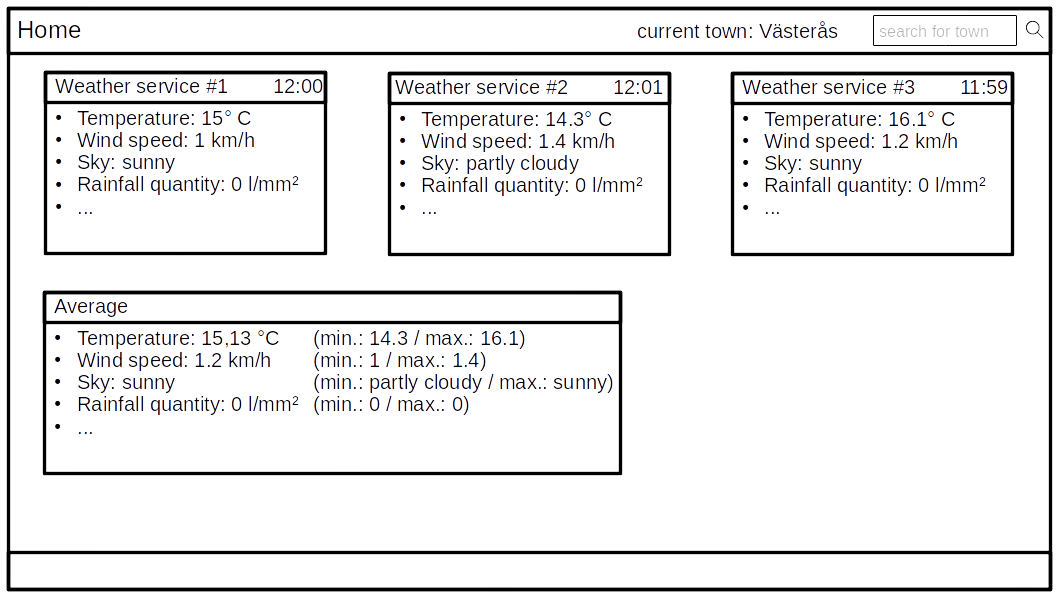 Home
current town: Västerås
search for town
Weather service #1 12:00
• Temperature: 15° C
• Wind speed: 1 km/h
• Sky: sunny
• Rainfall quantity: 0 l/mm²
• ...
Weather service #2 12:01
• Temperature: 14.3° C
• Wind speed: 1.4 km/h
• Sky: partly cloudy
• Rainfall quantity: 0 l/mm²
• ...
Weather service #3 11:59
• Temperature: 16.1° C
• Wind speed: 1.2 km/h
• Sky: sunny
• Rainfall quantity: 0 l/mm²
• ...
Average
• Temperature: 15,13 °C (min.: 14.3 / max.: 16.1)
• Wind speed: 1.2 km/h (min.: 1 / max.: 1.4)
• Sky: sunny (min.: partly cloudy / max.: sunny)
• Rainfall quantity: 0 l/mm² (min.: 0 / max.: 0)
• ...